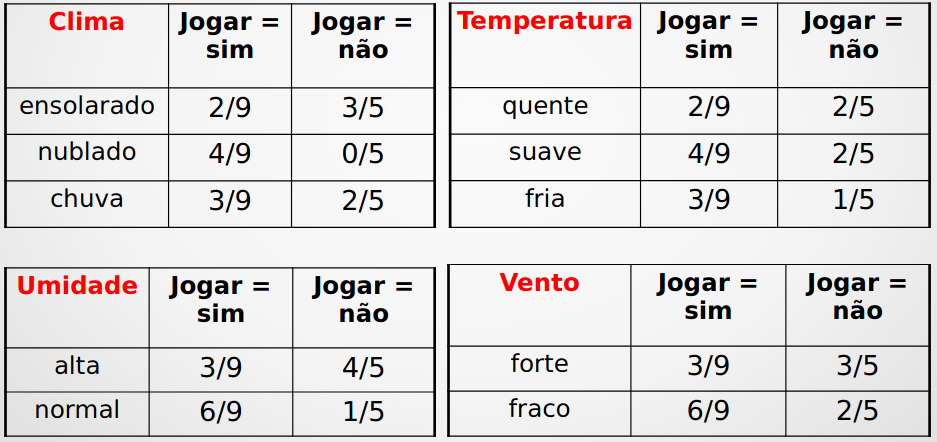 Clima Jogar = sim Jogar = não
ensolarado 2/9 3/5
nublado 4/9 0/5
chuva 3/9 2/5
Temperatura Jogar = sim Jogar = não
quente 2/9 2/5
suave 4/9 2/5
fria 3/9 1/5
Umidade Jogar = sim Jogar = não
alta 3/9 4/5
normal 6/9 1/5
Vento Jogar = sim Jogar = não
forte 3/9 3/5
fraco 6/9 2/5